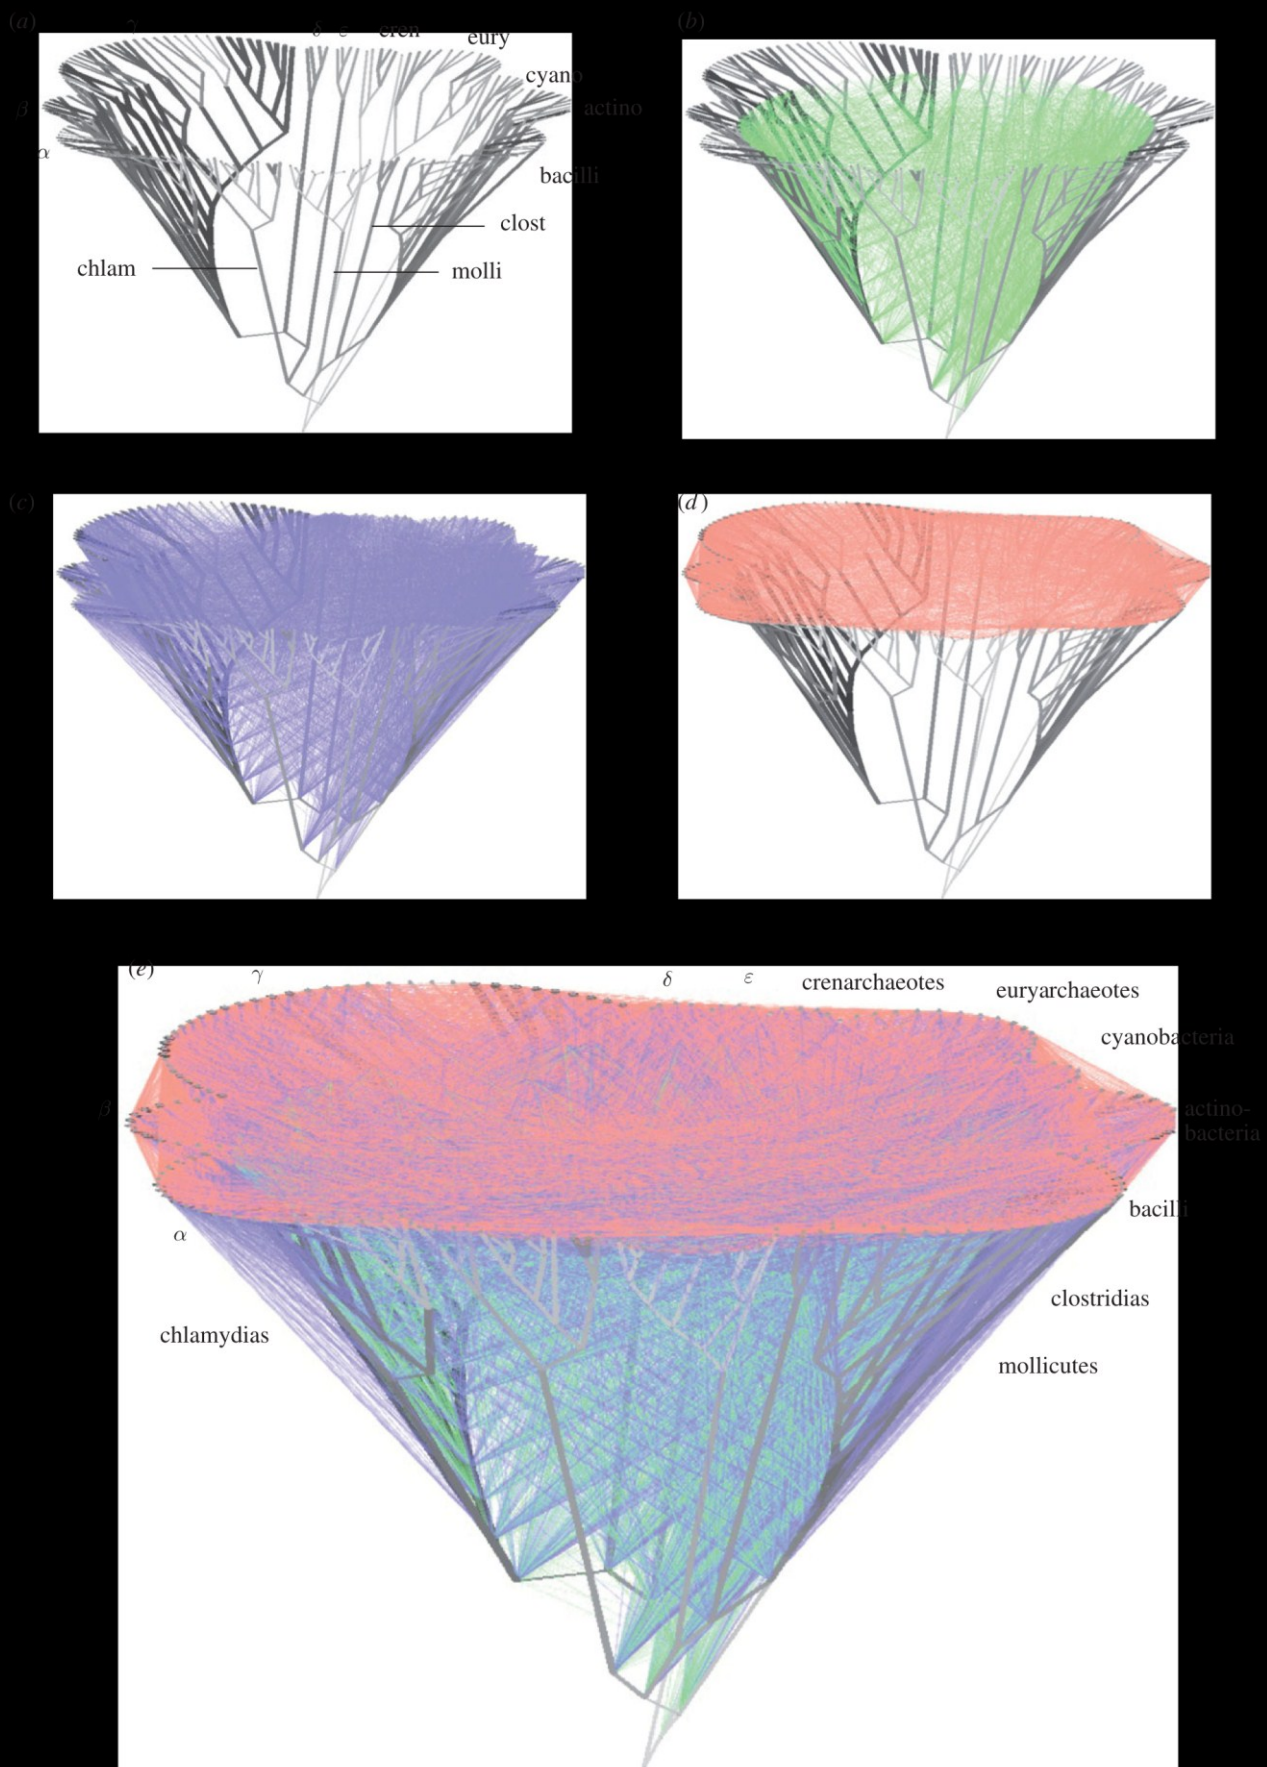 (a)
γ
δ
ε
cren
eury
cyano
β
actino
α
bacilli
clost
chlam
molli
(b)
(c)
(d)
(e)
γ
δ
ε
crenarchaeotes
euryarchaeotes
cyanobacteria
β
actino-
bacteria
bacilli
α
clostridias
chlamydias
mollicutes